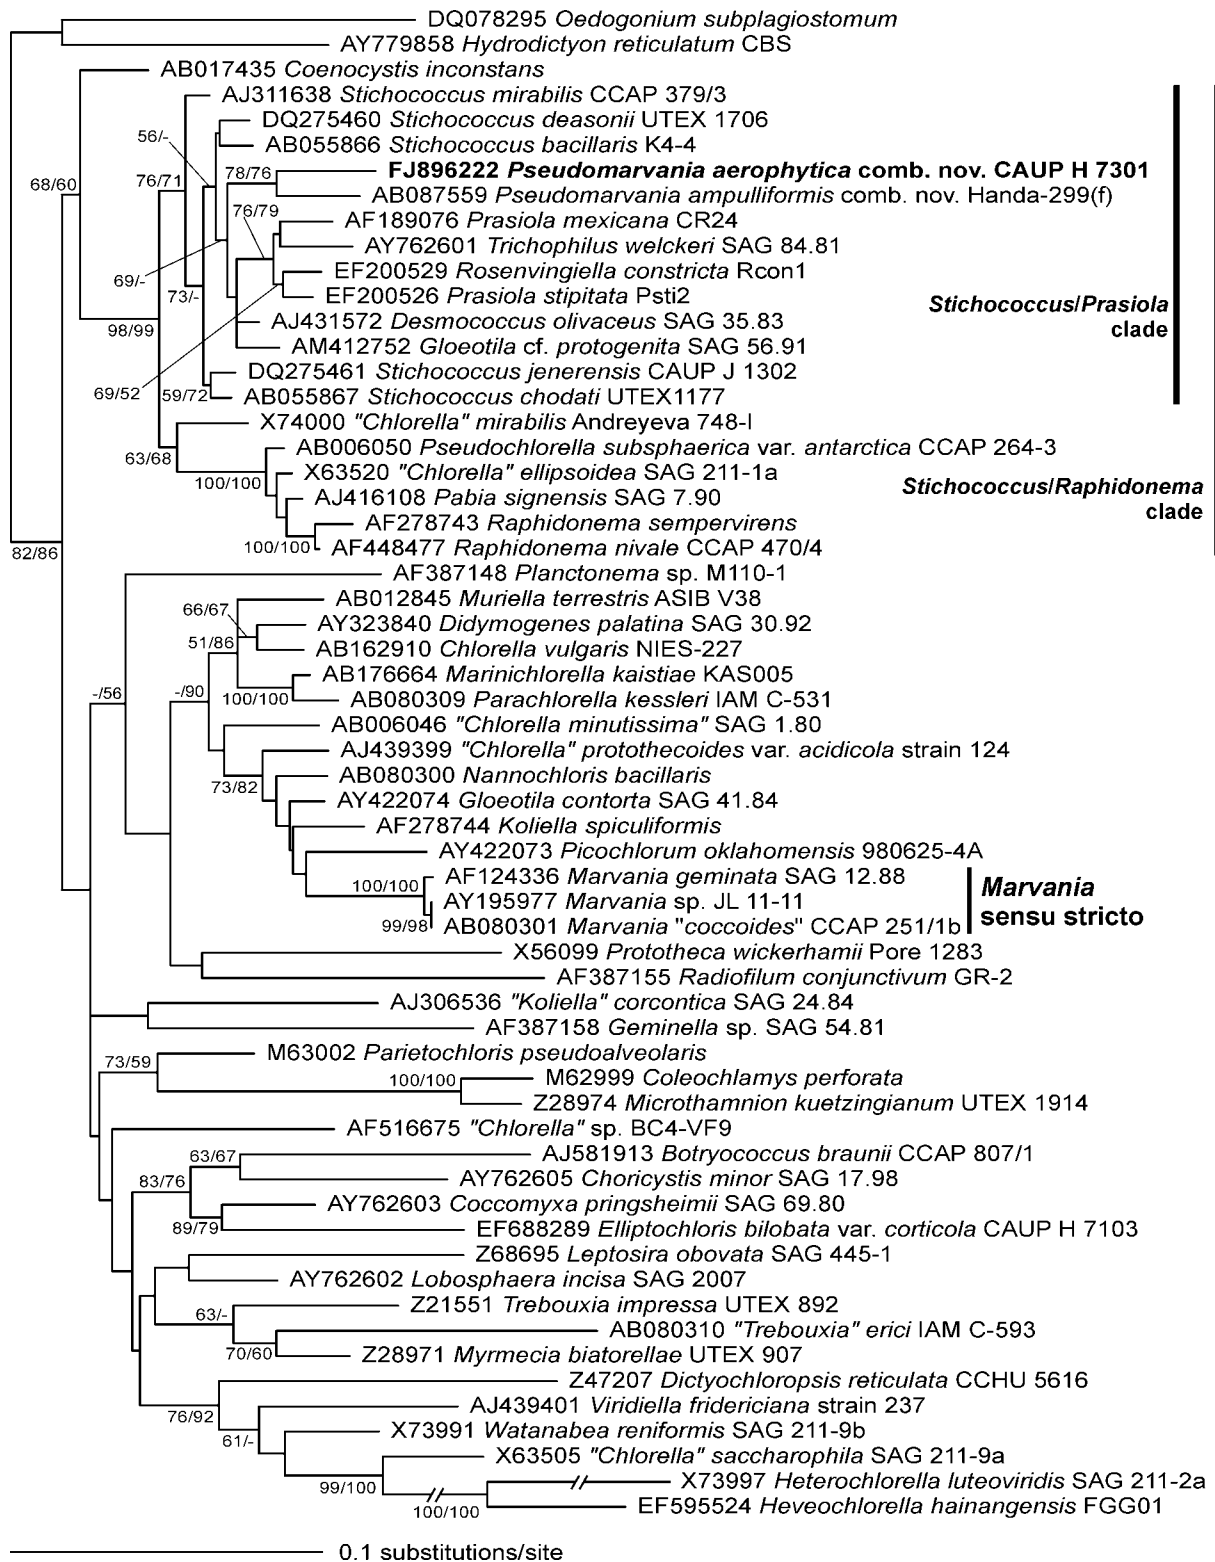 DQ078295 Oedogonium subplagiostomum
AY779858 Hydrodictyon reticulatum CBS
AB017435 Coenocystis inconstans
AJ311638 Stichococcus mirabilis CCAP 379/3
DQ275460 Stichococcus deasonii UTEX 1706
56/-
AB055866 Stichococcus bacillaris K4-4
78/76
FJ896222 Pseudomarvania aerophytica comb. nov. CAUP H 7301
68/60
76/71
AB087559 Pseudomarvania ampulliformis comb. nov. Handa-299(f)
76/79
AF189076 Prasiola mexicana CR24
AY762601 Trichophilus welckeri SAG 84.81
69/-
EF200529 Rosenvingiella constricta Rcon1
73/-
EF200526 Prasiola stipitata Psti2
Stichococcus/Prasiola
clade
98/99
AJ431572 Desmococcus olivaceus SAG 35.83
AM412752 Gloeotila cf. protogenita SAG 56.91
DQ275461 Stichococcus jenerensis CAUP J 1302
69/52
59/72
AB055867 Stichococcus chodati UTEX1177
X74000 "Chlorella" mirabilis Andreyeva 748-I
AB006050 Pseudochlorella subsphaerica var. antarctica CCAP 264-3
63/68
X63520 "Chlorella" ellipsoidea SAG 211-1a
100/100
AJ416108 Pabia signensis SAG 7.90
Stichococcus/Raphidonema
clade
AF278743 Raphidonema sempervirens
100/100
AF448477 Raphidonema nivale CCAP 470/4
82/86
AF387148 Planctonema sp. M110-1
AB012845 Muriella terrestris ASIB V38
66/67
AY323840 Didymogenes palatina SAG 30.92
51/86
AB162910 Chlorella vulgaris NIES-227
AB176664 Marinichlorella kaistiae KAS005
-/56
-/90
100/100
AB080309 Parachlorella kessleri IAM C-531
AB006046 "Chlorella minutissima" SAG 1.80
AJ439399 "Chlorella" protothecoides var. acidicola strain 124
73/82
AB080300 Nannochloris bacillaris
AY422074 Gloeotila contorta SAG 41.84
AF278744 Koliella spiculiformis
AY422073 Picochlorum oklahomensis 980625-4A
100/100
AF124336 Marvania geminata SAG 12.88
AY195977 Marvania sp. JL 11-11
Marvania
sensu stricto
99/98
AB080301 Marvania "coccoides" CCAP 251/1b
X56099 Prototheca wickerhamii Pore 1283
AF387155 Radiofilum conjunctivum GR-2
AJ306536 "Koliella" corcontica SAG 24.84
AF387158 Geminella sp. SAG 54.81
73/59
M63002 Parietochloris pseudoalveolaris
100/100
M62999 Coleochlamys perforata
Z28974 Microthamnion kuetzingianum UTEX 1914
AF516675 "Chlorella" sp. BC4-VF9
63/67
AJ581913 Botryococcus braunii CCAP 807/1
83/76
AY762605 Choricystis minor SAG 17.98
AY762603 Coccomyxa pringsheimii SAG 69.80
89/79
EF688289 Elliptochloris bilobata var. corticola CAUP H 7103
Z68695 Leptosira obovata SAG 445-1
AY762602 Lobosphaera incisa SAG 2007
63/-
Z21551 Trebouxia impressa UTEX 892
AB080310 "Trebouxia" erici IAM C-593
70/60
Z28971 Myrmecia biatorellae UTEX 907
Z47207 Dictyochloropsis reticulata CCHU 5616
76/92
AJ439401 Viridiella fridericiana strain 237
61/-
X73991 Watanabea reniformis SAG 211-9b
X63505 "Chlorella" saccharophila SAG 211-9a
99/100
X73997 Heterochlorella luteoviridis SAG 211-2a
100/100
EF595524 Heveochlorella hainangensis FGG01
0.1 substitutions/site